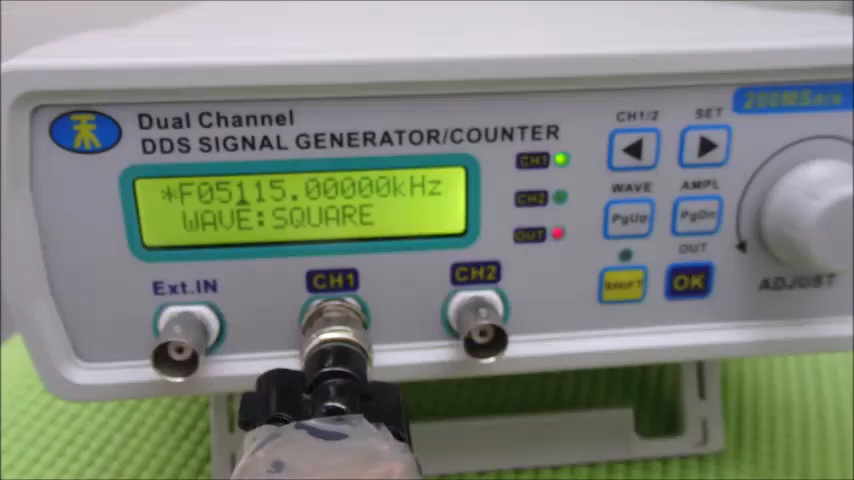 Dual Channel
DDS SIGNAL GENERATOR/COUNTER
200MSa/s
*F05115.00000kHz
WAVE:SQUARE
CH1
CH2
OUT
CH1/2
SET
WAVE
AMPL
PgUp
PgDn
OUT
SHIFT
OK
ADJUST
Ext.IN
CH1
CH2